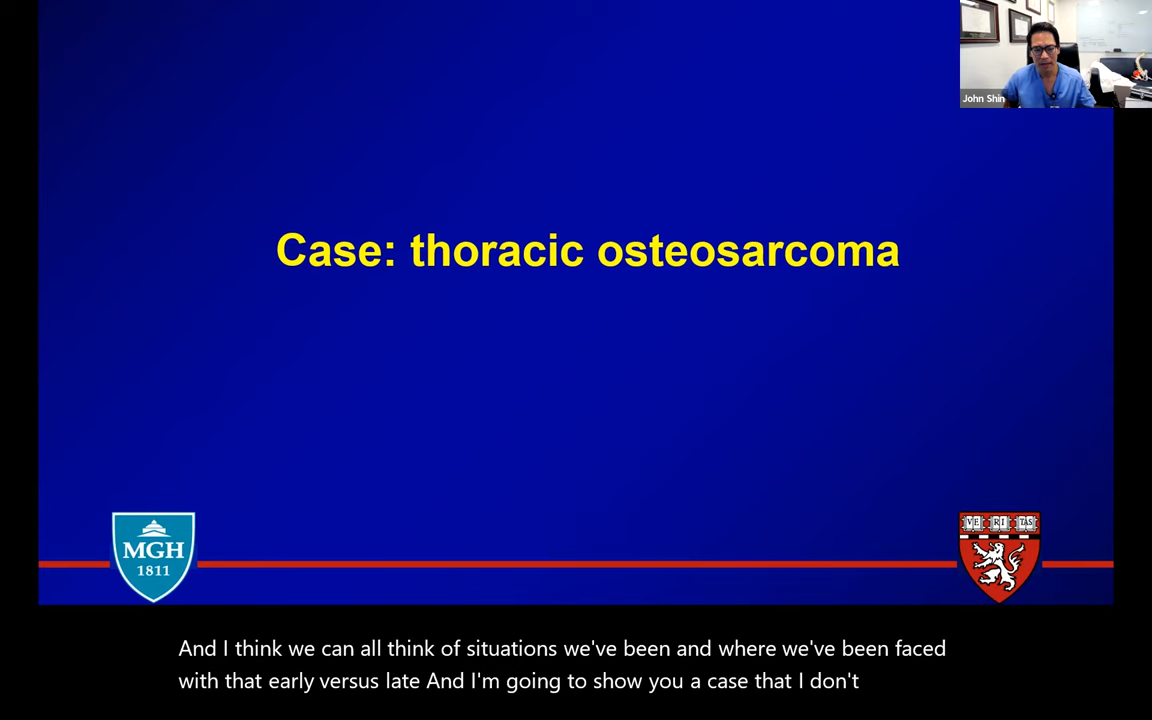 John Shin
Case: thoracic osteosarcoma
MGH
1811
VE RI TAS
And I think we can all think of situations we've been and where we've been faced
with that early versus late And I'm going to show you a case that I don't